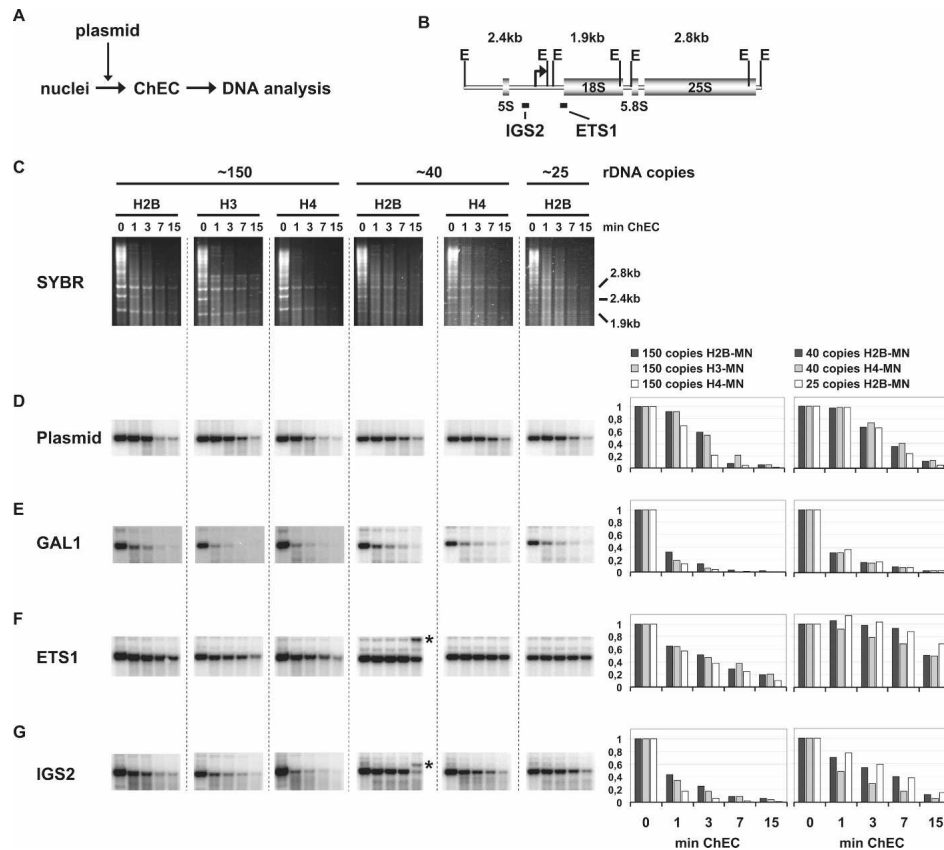 A
plasmid
nuclei ChEC DNA analysis
B
2.4kb 1.9kb 2.8kb
E E E E E E E
18S 25S
5S 5.8S
IGS2 ETS1
C
~150 ~40 ~25 rDNA copies
H2B H3 H4 H2B H4 H2B
0 1 3 7 15 0 1 3 7 15 0 1 3 7 15 0 1 3 7 15 0 1 3 7 15 0 1 3 7 15 min ChEC
SYBR
2.8kb
2.4kb
1.9kb
150 copies H2B-MN 40 copies H2B-MN
150 copies H3-MN 40 copies H4-MN
150 copies H4-MN 25 copies H2B-MN
D
Plasmid
1
0,8
0,6
0,4
0,2
0
E
GAL1
1
0,8
0,6
0,4
0,2
0
F
ETS1
*
1
0,8
0,6
0,4
0,2
0
G
IGS2
*
1
0,8
0,6
0,4
0,2
0
0 1 3 7 15 0 1 3 7 15
min ChEC min ChEC